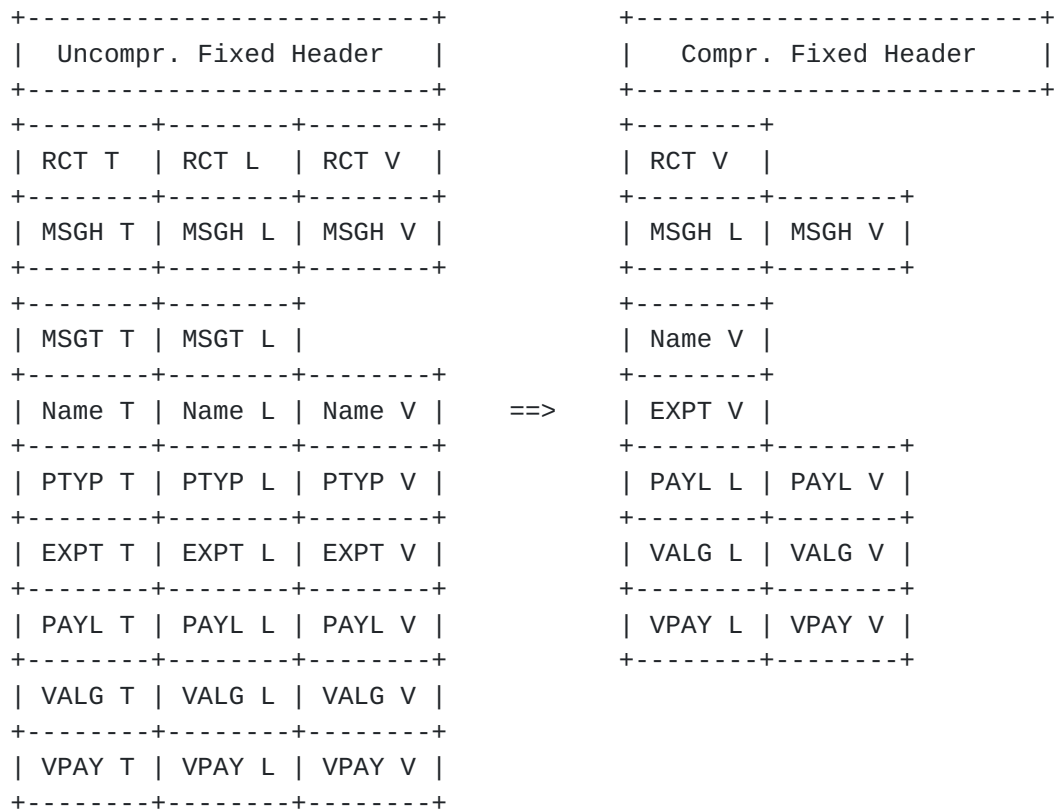 +--------------------------+ +--------------------------+
| Uncompr. Fixed Header | | Compr. Fixed Header |
+--------------------------+ +--------------------------+
+--------+--------+--------+ +--------+
| RCT T | RCT L | RCT V | | RCT V |
+--------+--------+--------+ +--------+--------+
| MSGH T | MSGH L | MSGH V | | MSGH L | MSGH V |
+--------+--------+--------+ +--------+--------+
+--------+--------+ +--------+
| MSGT T | MSGT L | | Name V |
+--------+--------+--------+ +--------+
| Name T | Name L | Name V | ==> | EXPT V |
+--------+--------+--------+ +--------+--------+
| PTYP T | PTYP L | PTYP V | | PAYL L | PAYL V |
+--------+--------+--------+ +--------+--------+
| EXPT T | EXPT L | EXPT V | | VALG L | VALG V |
+--------+--------+--------+ +--------+--------+
| PAYL T | PAYL L | PAYL V | | VPAY L | VPAY V |
+--------+--------+--------+ +--------+--------+
| VALG T | VALG L | VALG V |
+--------+--------+--------+
| VPAY T | VPAY L | VPAY V |
+--------+--------+--------+